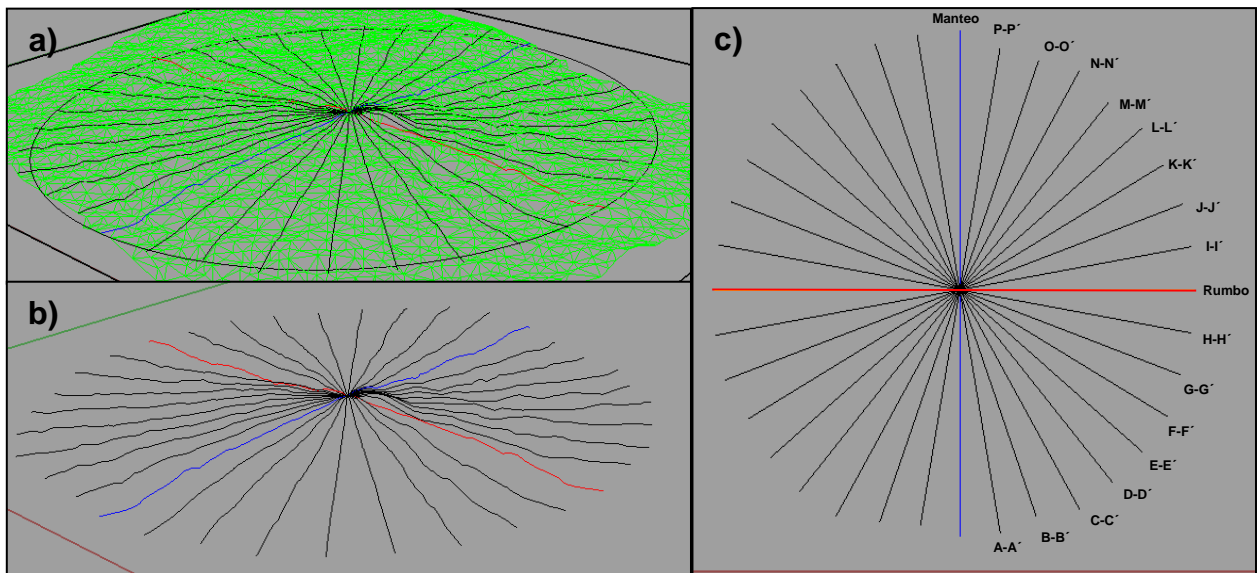 a)
b)
c)
Manteo
P-P´
O-O´
N-N´
M-M´
L-L´
K-K´
J-J´
I-I´
Rumbo
H-H´
G-G´
F-F´
E-E´
D-D´
C-C´
B-B´
A-A´